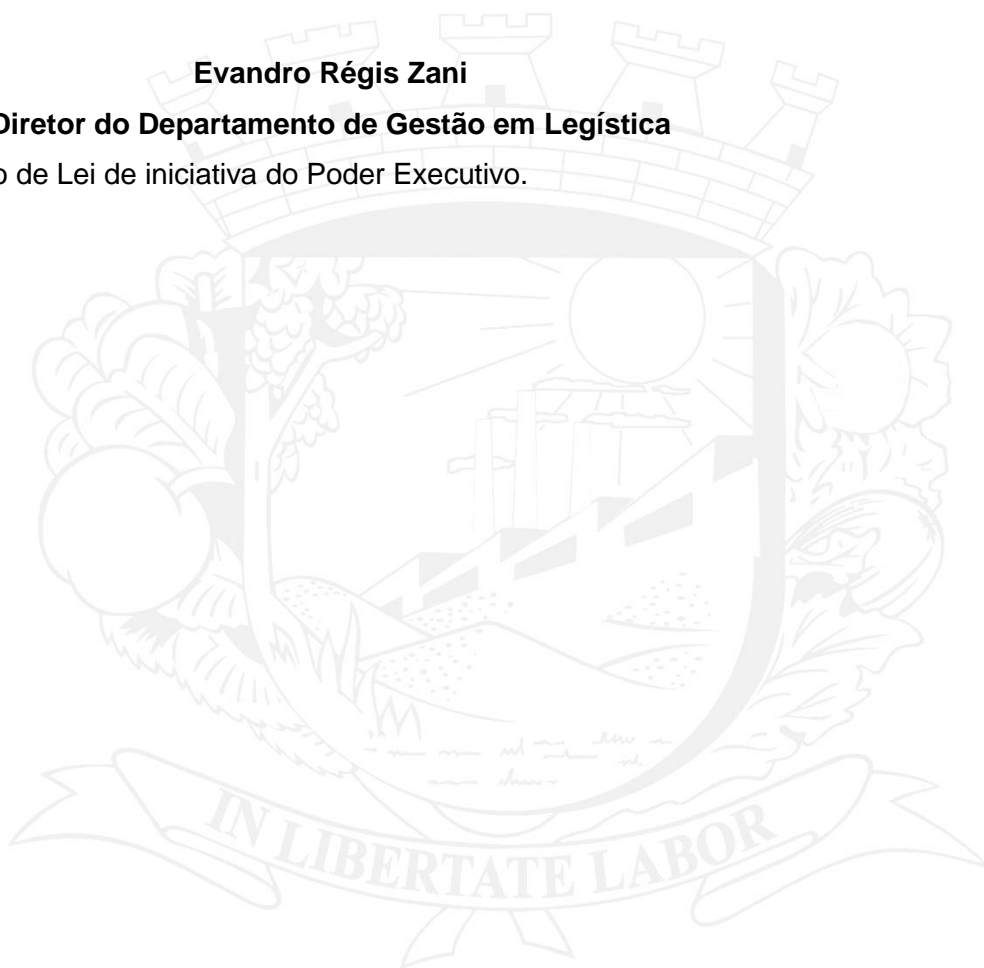 Evandro Régis Zani
Diretor do Departamento de Gestão em Legística
o de Lei de iniciativa do Poder Executivo.
IN LIBERTATE LABOR